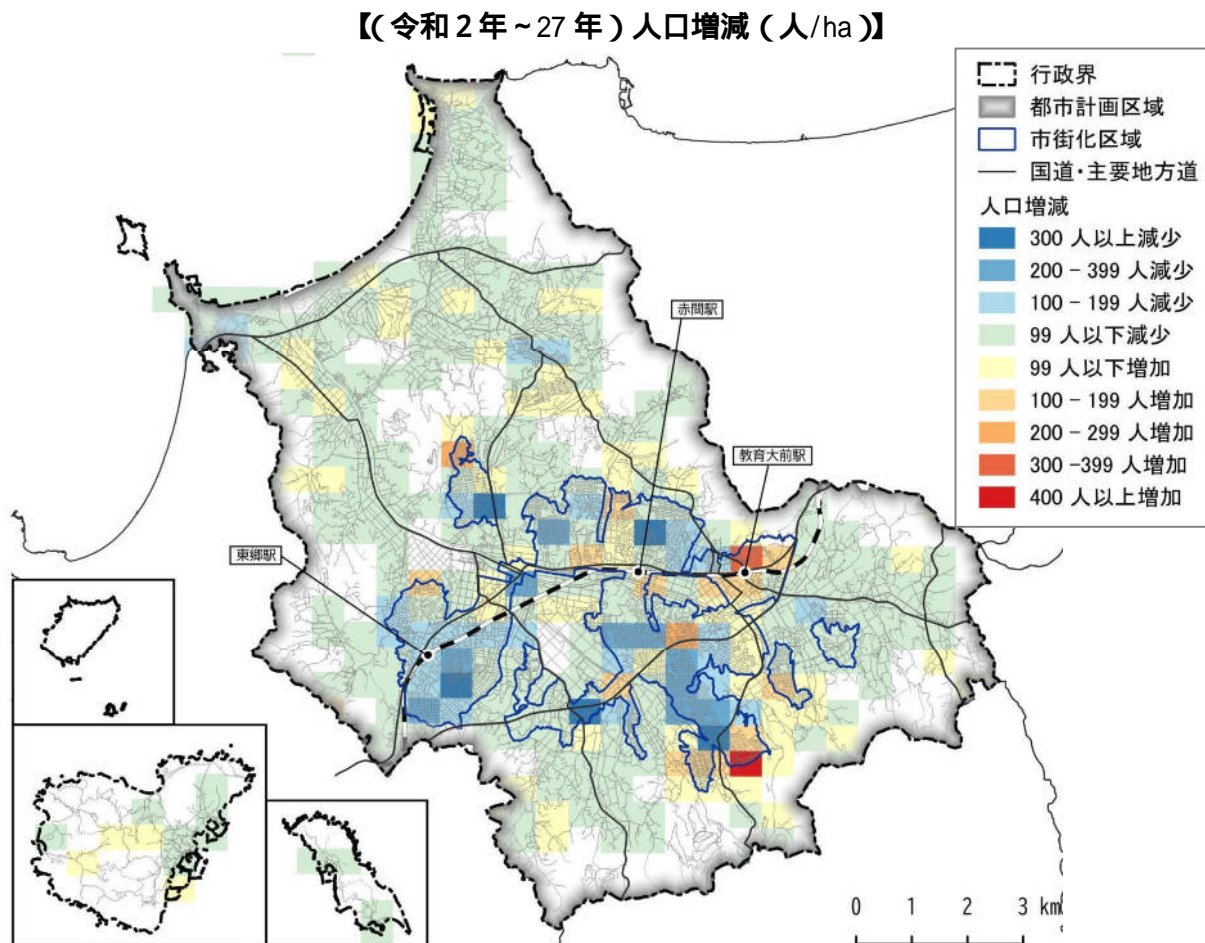 【(令和２年～27 年)人口増減(人/ha)】
行政界
都市計画区域
市街化区域
国道・主要地方道
人口増減
300 人以上減少
200 − 399 人減少
100 − 199 人減少
99 人以下減少
99 人以下増加
100 − 199 人増加
200 − 299 人増加
300 −399 人増加
400 人以上増加
赤間駅
教育大前駅
東郷駅
0 1 2 3 km